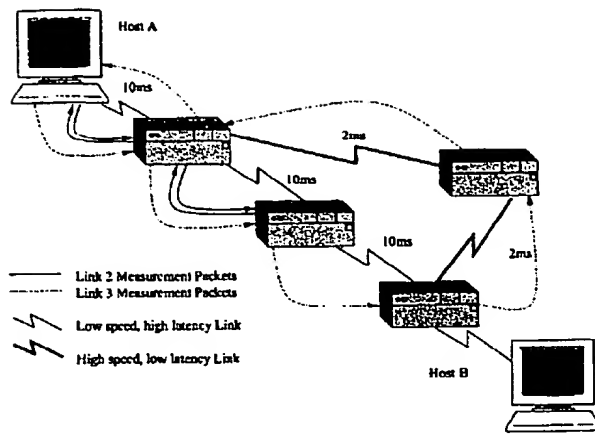 Host A
10ms
2ms
10ms
10ms
2ms
Link 2 Measurement Packets
Link 3 Measurement Packets
Low speed, high latency Link
High speed, low latency Link
Host B